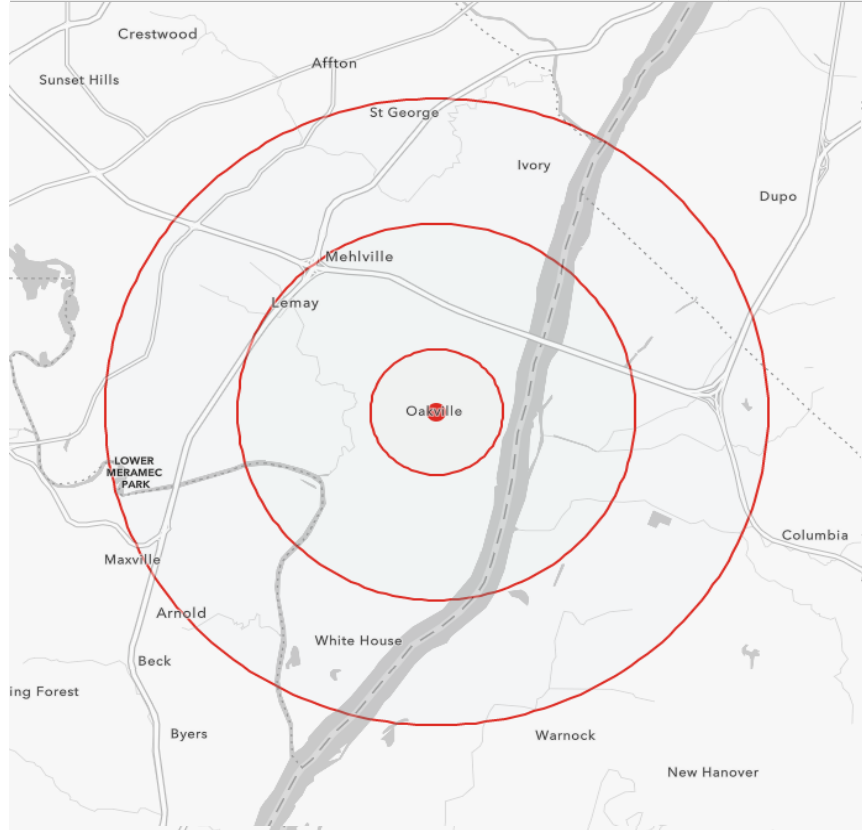 Crestwood
Affton
Sunset Hills
St George
Ivory
Dupo
Mehlville
Lemay
Oakville
LOWER
MERAMEC
PARK
Columbia
Maxville
Arnold
White House
Beck
ing Forest
Byers
Warnock
New Hanover